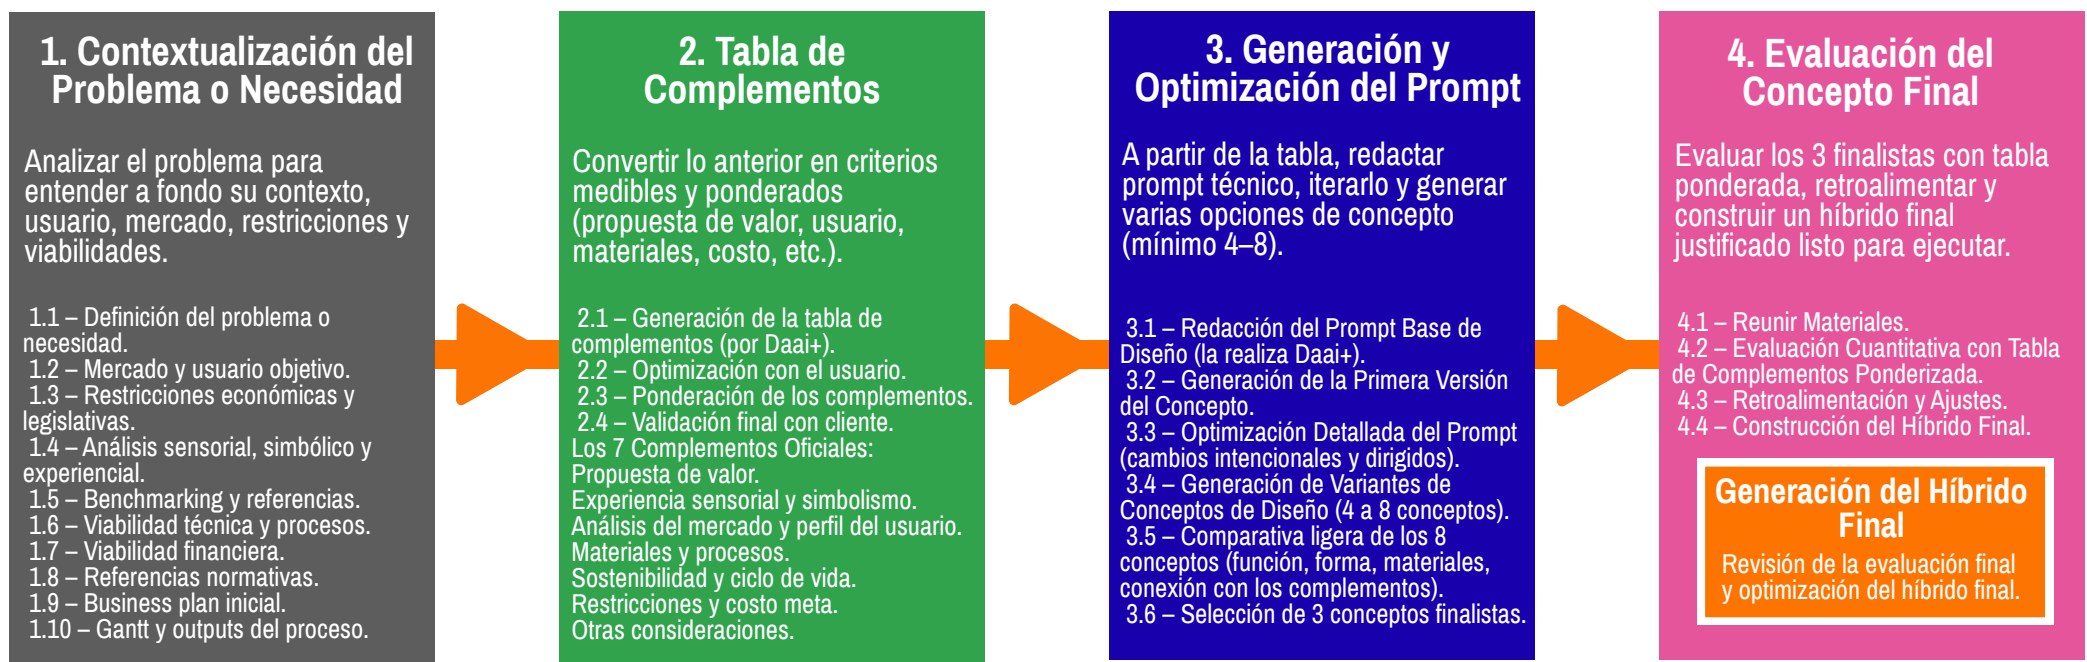 1. Contextualización del
Problema o Necesidad
Analizar el problema para
entender a fondo su contexto,
usuario, mercado, restricciones y
viabilidades.
1.1 – Definición del problema o
necesidad.
1.2 – Mercado y usuario objetivo.
1.3 – Restricciones económicas y
legislativas.
1.4 – Análisis sensorial, simbólico y
experiencial.
1.5 – Benchmarking y referencias.
1.6 – Viabilidad técnica y procesos.
1.7 – Viabilidad financiera.
1.8 – Referencias normativas.
1.9 – Business plan inicial.
1.10 – Gantt y outputs del proceso.
2. Tabla de
Complementos
Convertir lo anterior en criterios
medibles y ponderados
(propuesta de valor, usuario,
materiales, costo, etc.).
2.1 – Generación de la tabla de
complementos (por Daai+).
2.2 – Optimización con el usuario.
2.3 – Ponderación de los complementos.
2.4 – Validación final con cliente.
Los 7 Complementos Oficiales:
Propuesta de valor.
Experiencia sensorial y simbolismo.
Análisis del mercado y perfil del usuario.
Materiales y procesos.
Sostenibilidad y ciclo de vida.
Restricciones y costo meta.
Otras consideraciones.
3. Generación y
Optimización del Prompt
A partir de la tabla, redactar
prompt técnico, iterarlo y generar
varias opciones de concepto
(mínimo 4–8).
3.1 – Redacción del Prompt Base de
Diseño (la realiza Daai+).
3.2 – Generación de la Primera Versión
del Concepto.
3.3 – Optimización Detallada del Prompt
(cambios intencionales y dirigidos).
3.4 – Generación de Variantes de
Conceptos de Diseño (4 a 8 conceptos).
3.5 – Comparativa ligera de los 8
conceptos (función, forma, materiales,
conexión con los complementos).
3.6 – Selección de 3 conceptos finalistas.
4. Evaluación del
Concepto Final
Evaluar los 3 finalistas con tabla
ponderada, retroalimentar y
construir un híbrido final
justificado listo para ejecutar.
4.1 – Reunir Materiales.
4.2 – Evaluación Cuantitativa con Tabla
de Complementos Ponderizada.
4.3 – Retroalimentación y Ajustes.
4.4 – Construcción del Híbrido Final.
Generación del Híbrido
Final
Revisión de la evaluación final
y optimización del híbrido final.